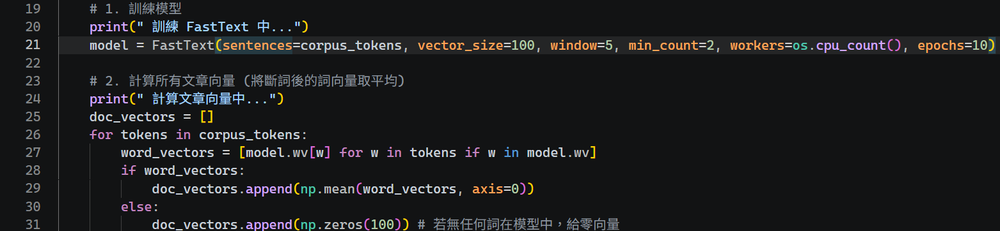 19 # 1. 訓練模型
20 print(" 訓練 FastText 中...")
21 model = FastText(sentences=corpus_tokens, vector_size=100, window=5, min_count=2, workers=os.cpu_count(), epochs=10)
22
23 # 2. 計算所有文章向量 (將斷詞後的詞向量取平均)
24 print(" 計算文章向量中...")
25 doc_vectors = []
26 for tokens in corpus_tokens:
27     word_vectors = [model.wv[w] for w in tokens if w in model.wv]
28     if word_vectors:
29         doc_vectors.append(np.mean(word_vectors, axis=0))
30     else:
31         doc_vectors.append(np.zeros(100)) # 若無任何詞在模型中，給零向量